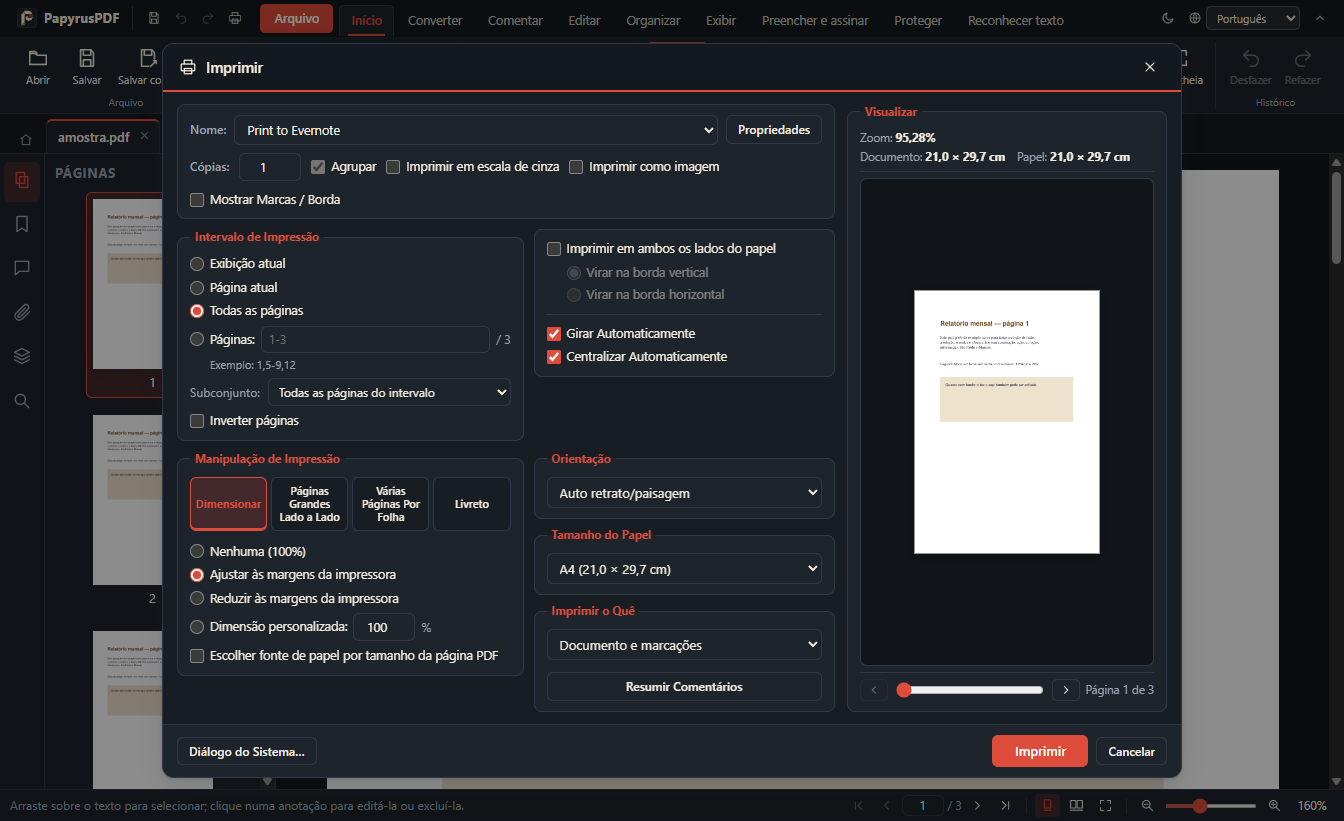 PapyrusPDF
Arquivo
Início
Converter
Comentar
Editar
Organizar
Exibir
Preencher e assinar
Proteger
Reconhecer texto
Português
Abrir
Salvar
Salvar co
Arquivo
heia
Desfazer
Refazer
Histórico
amostra.pdf
PÁGINAS
1
2
Imprimir
Nome:
Print to Evernote
Propriedades
Cópias:
1
Agrupar
Imprimir em escala de cinza
Imprimir como imagem
Mostrar Marcas / Borda
Intervalo de Impressão
Exibição atual
Página atual
Todas as páginas
Páginas:
1-3
/ 3
Exemplo: 1,5-9,12
Subconjunto:
Todas as páginas do intervalo
Inverter páginas
Imprimir em ambos os lados do papel
Virar na borda vertical
Virar na borda horizontal
Girar Automaticamente
Centralizar Automaticamente
Manipulação de Impressão
Dimensionar
Páginas Grandes Lado a Lado
Várias Páginas Por Folha
Livreto
Nenhuma (100%)
Ajustar às margens da impressora
Reduzir às margens da impressora
Dimensão personalizada:
100
%
Escolher fonte de papel por tamanho da página PDF
Orientação
Auto retrato/paisagem
Tamanho do Papel
A4 (21,0 × 29,7 cm)
Imprimir o Quê
Documento e marcações
Resumir Comentários
Visualizar
Zoom: 95,28%
Documento: 21,0 × 29,7 cm Papel: 21,0 × 29,7 cm
Relatório mensal — página 1
Página 1 de 3
Diálogo do Sistema...
Imprimir
Cancelar
Arraste sobre o texto para selecionar; clique numa anotação para editá-la ou excluí-la.
1
/ 3
160%